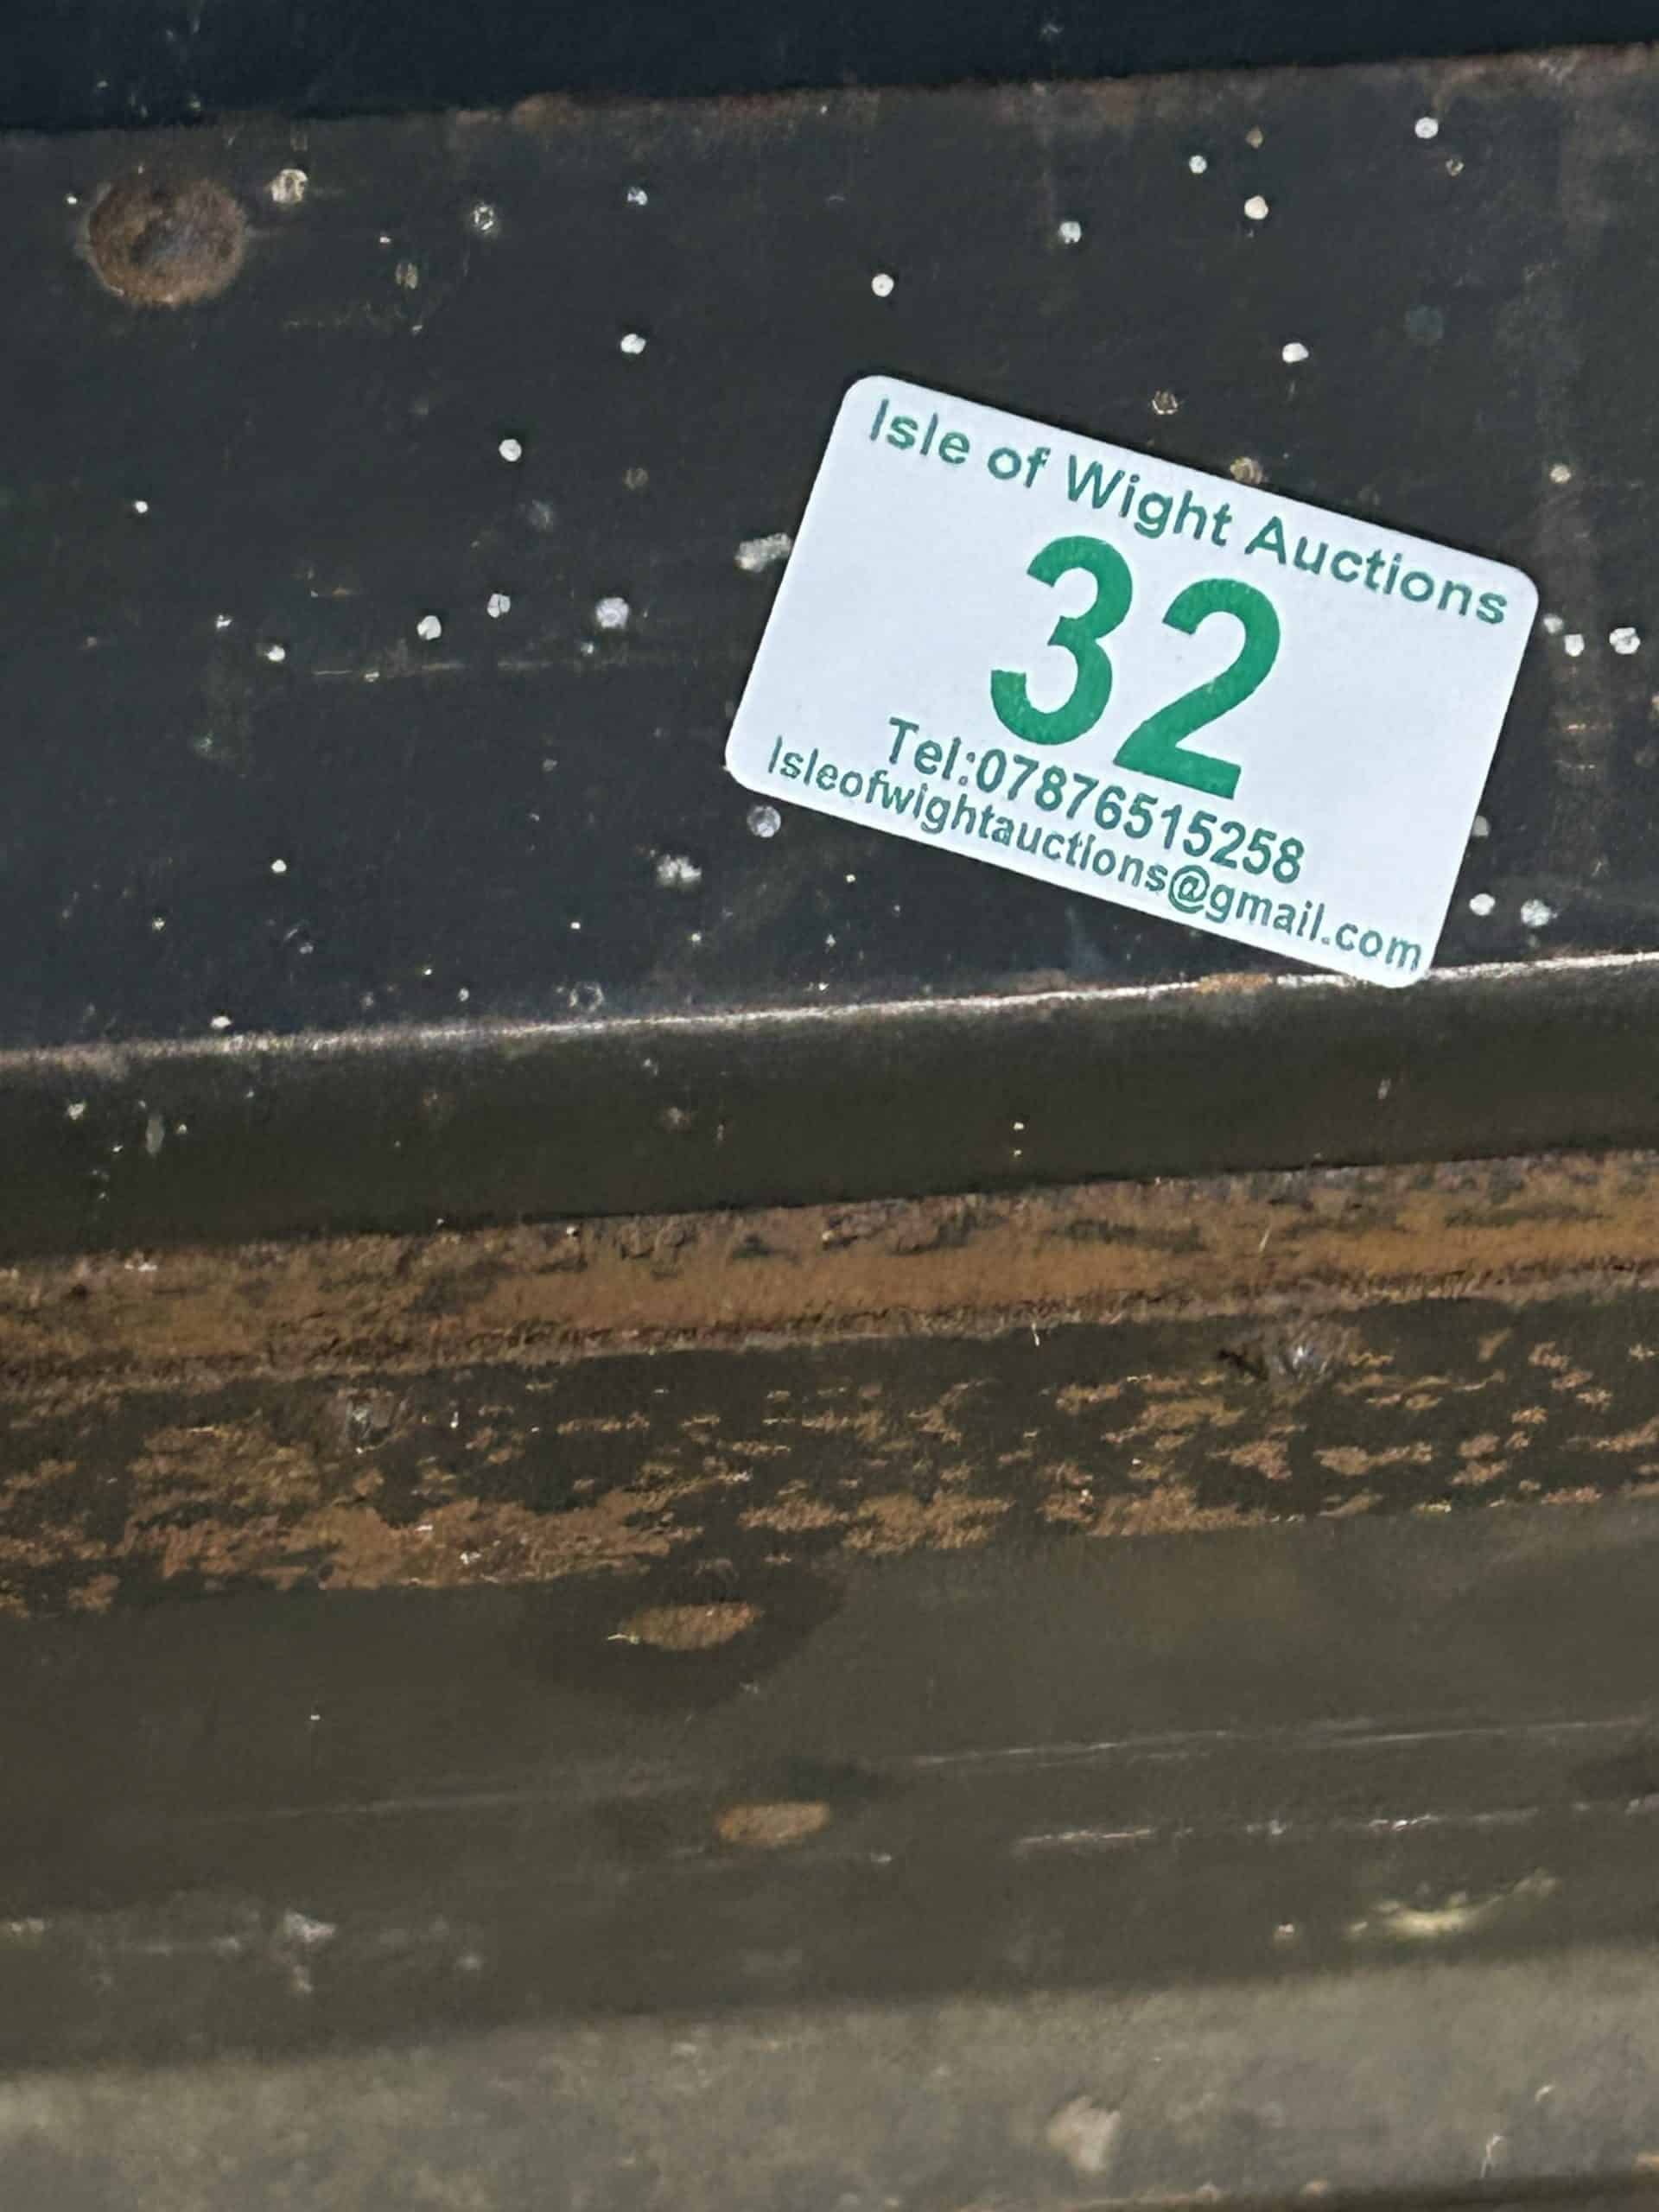 Isle of Wight Auctions
32
Tel:07876515258
Isleofwightauctions@gmail.com